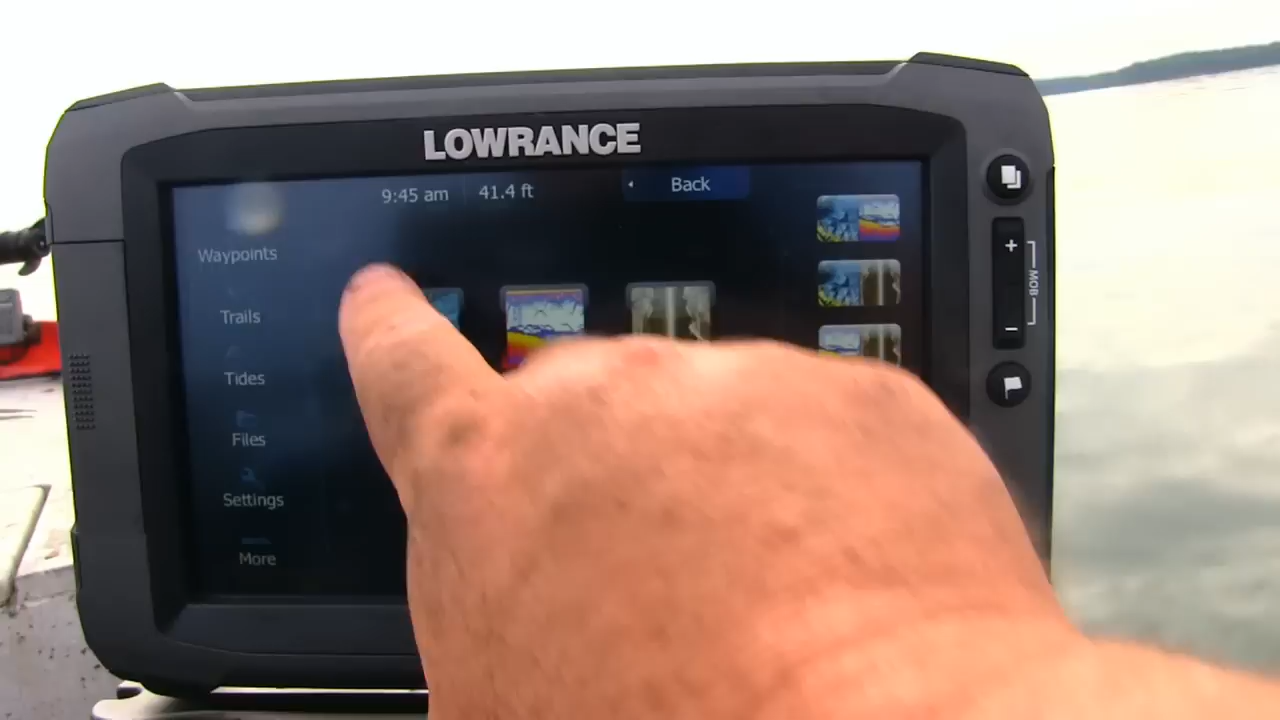 LOWRANCE
9:45 am 41.4 ft Back
Waypoints
Trails
Tides
Files
Settings
More
+
MOB
−